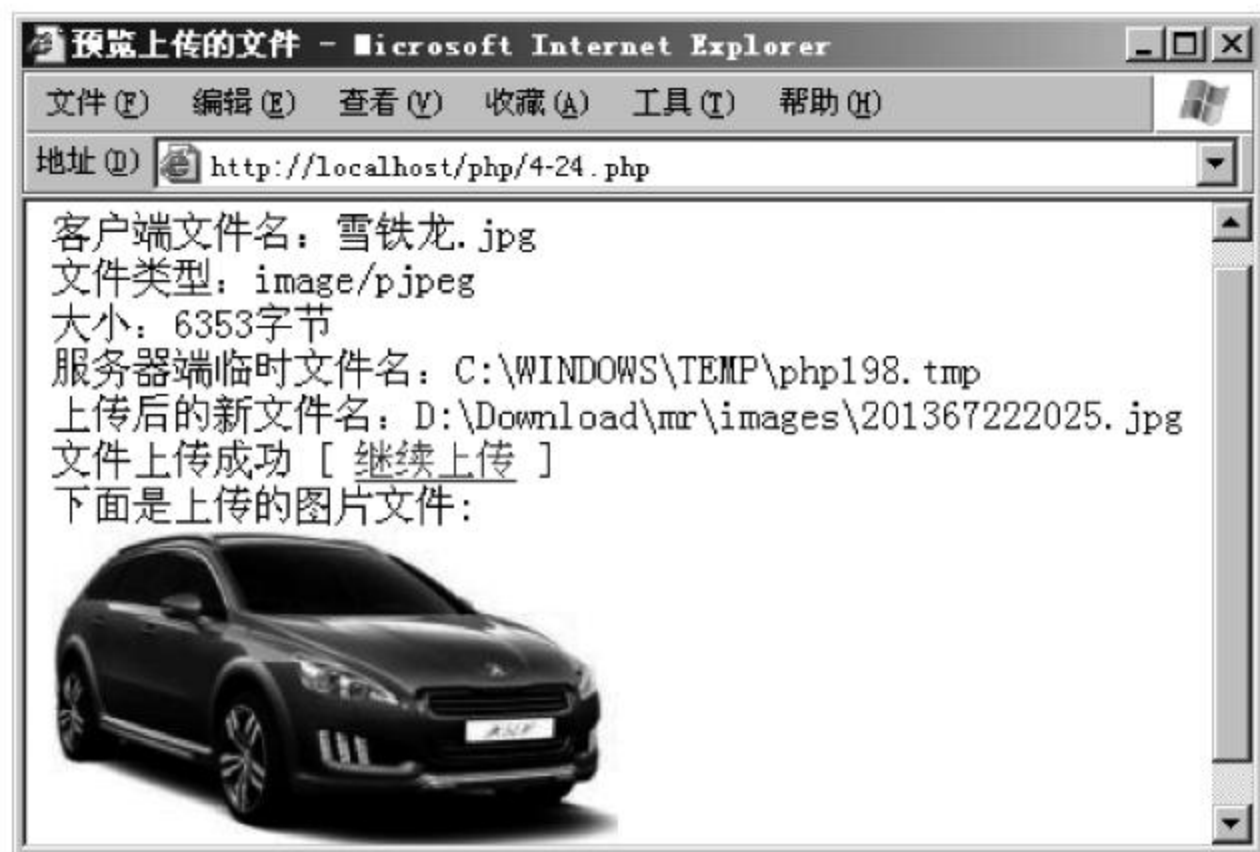 预览上传的文件 - Microsoft Internet Explorer
文件(F) 编辑(E) 查看(V) 收藏(A) 工具(T) 帮助(H)
地址(D) http://localhost/php/4-24.php
客户端文件名：雪铁龙.jpg
文件类型：image/pjpeg
大小：6353字节
服务器端临时文件名：C:\WINDOWS\TEMP\php198.tmp
上传后的新文件名：D:\Download\mr\images\201367222025.jpg
文件上传成功 [ 继续上传 ]
下面是上传的图片文件: